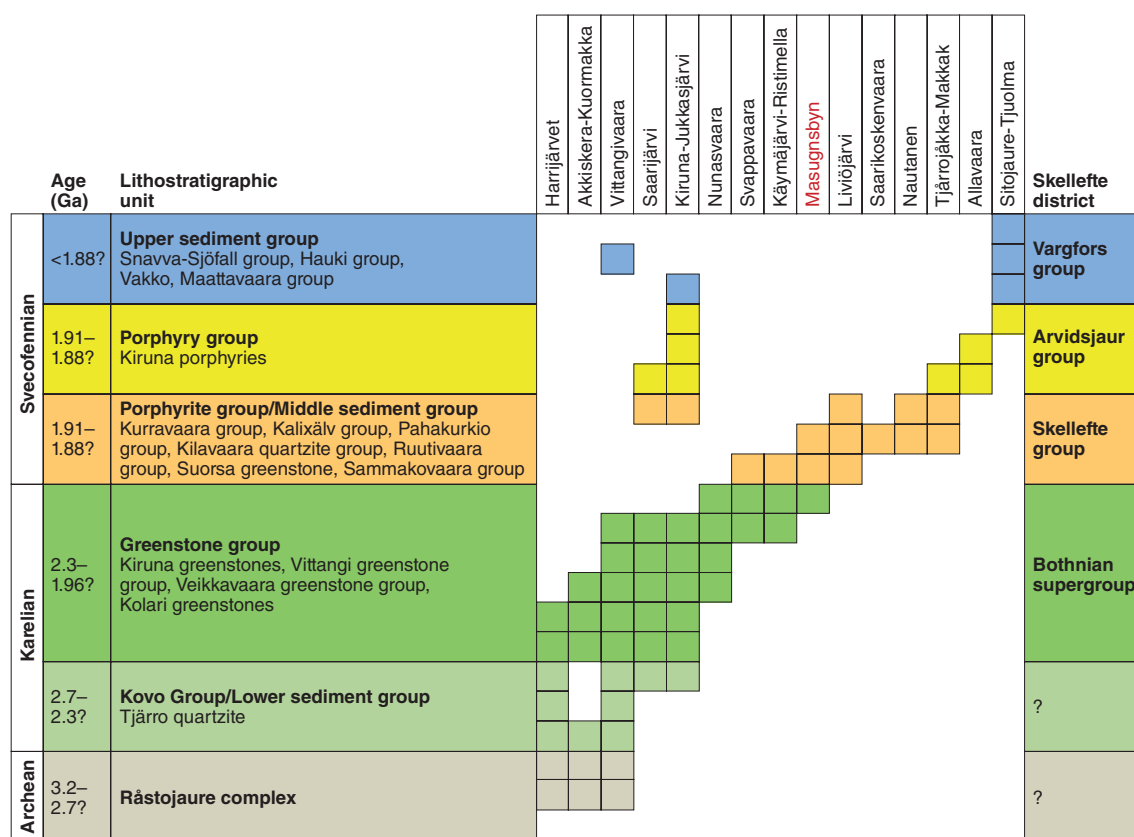 Harrijärvet
Akkiskera-Kuormakka
Vittangivaara
Saarijärvi
Kiruna-Jukkasjärvi
Nunasvaara
Svappavaara
Käymäjärvi-Ristimella
Masugnsbyn
Liviöjärvi
Saarikoskenvaara
Nautanen
Tjårrojåkka-Makkak
Allavaara
Sitojaure-Tjuolma
Age
(Ga)
Lithostratigraphic
unit
Skellefte
district
Svecofennian
<1.88?
Upper sediment group
Snavva-Sjöfall group, Hauki group,
Vakko, Maattavaara group
Vargfors
group
1.91–
1.88?
Porphyry group
Kiruna porphyries
Arvidsjaur
group
1.91–
1.88?
Porphyrite group/Middle sediment group
Kurravaara group, Kalixälv group, Pahakurkio
group, Kilavaara quartzite group, Ruutivaara
group, Suorsa greenstone, Sammakovaara group
Skellefte
group
Karelian
2.3–
1.96?
Greenstone group
Kiruna greenstones, Vittangi greenstone
group, Veikkavaara greenstone group,
Kolari greenstones
Bothnian
supergroup
2.7–
2.3?
Kovo Group/Lower sediment group
Tjärro quartzite
?
Archean
3.2–
2.7?
Råstojaure complex
?